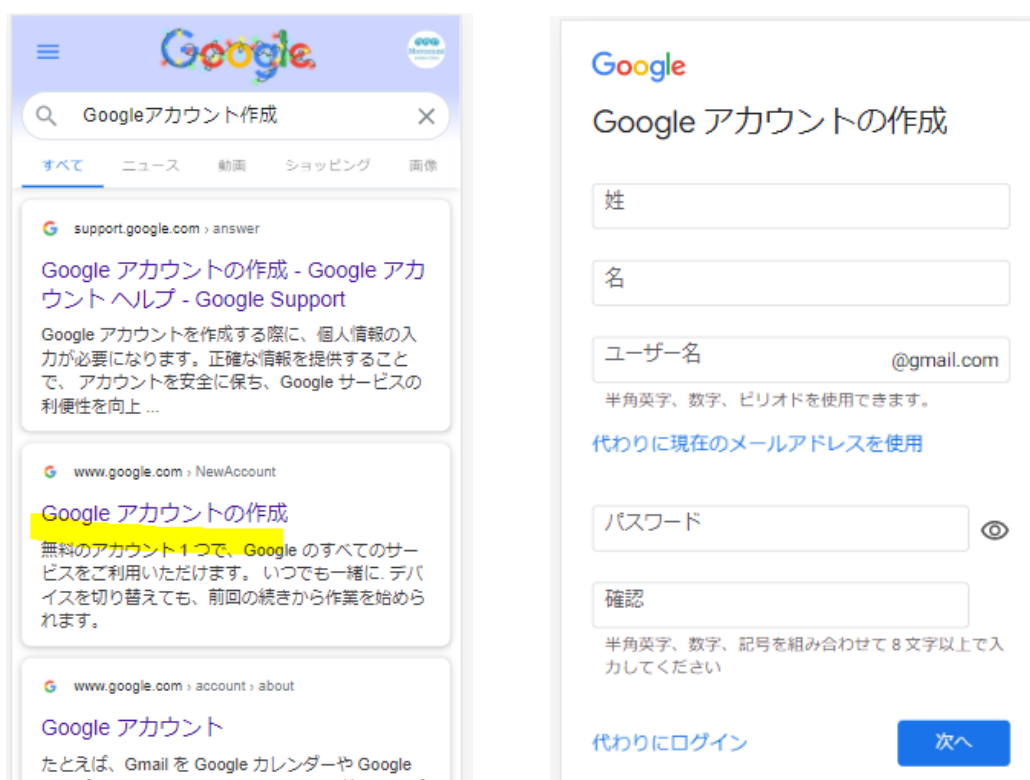 Google
Googleアカウント作成
すべて ニュース 動画 ショッピング 画像
support.google.com › answer
Google アカウントの作成 - Google アカ
ウント ヘルプ - Google Support
Google アカウントを作成する際に、個人情報の入
力が必要になります。正確な情報を提供すること
で、 アカウントを安全に保ち、Google サービスの
利便性を向上 ...
www.google.com › NewAccount
Google アカウントの作成
無料のアカウント 1 つで、Google のすべてのサー
ビスをご利用いただけます。 いつでも一緒に. デバ
イスを切り替えても、前回の続きから作業を始めら
れます。
www.google.com › account › about
Google アカウント
たとえば、Gmail を Google カレンダーや Google
Google
Google アカウントの作成
姓
名
ユーザー名 @gmail.com
半角英字、数字、ピリオドを使用できます。
代わりに現在のメールアドレスを使用
パスワード
確認
半角英字、数字、記号を組み合わせて 8 文字以上で入
力してください
代わりにログイン 次へ